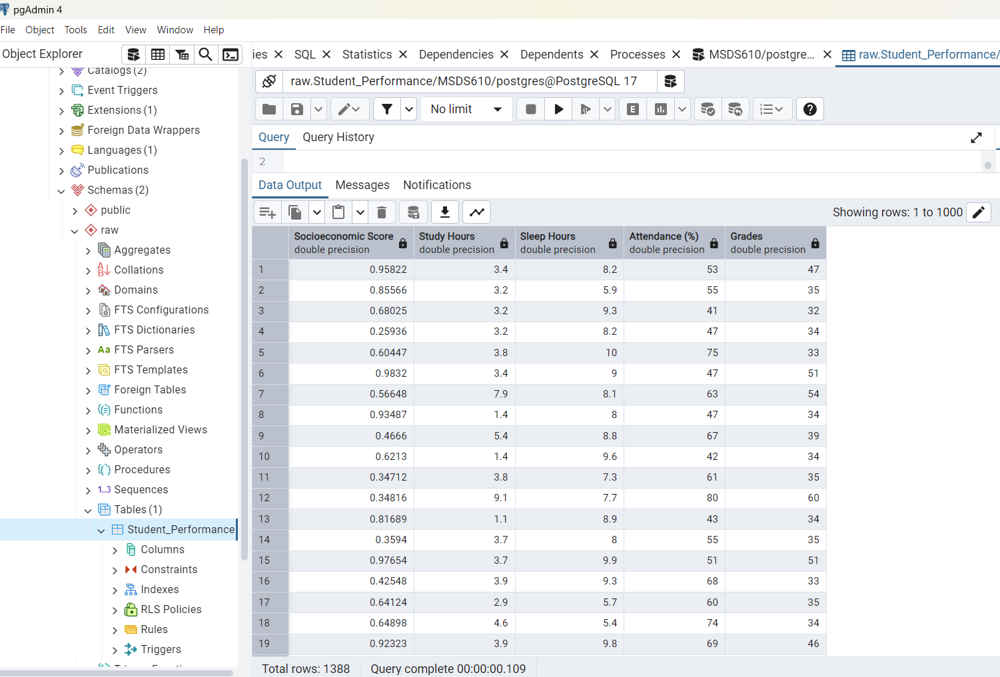 pgAdmin 4
File Object Tools Edit View Window Help
Object Explorer
ies SQL Statistics Dependencies Dependents Processes MSDS610/postgre... raw.Student_Performance/
raw.Student_Performance/MSDS610/postgres@PostgreSQL 17
No limit
E
Query Query History
2
Data Output Messages Notifications
Showing rows: 1 to 1000
Catalogs (2)
Event Triggers
Extensions (1)
Foreign Data Wrappers
Languages (1)
Publications
Schemas (2)
public
raw
Aggregates
Collations
Domains
FTS Configurations
FTS Dictionaries
Aa FTS Parsers
FTS Templates
Foreign Tables
Functions
Materialized Views
Operators
Procedures
1..3 Sequences
Tables (1)
Student_Performance
Columns
Constraints
Indexes
RLS Policies
Rules
Triggers
Socioeconomic Score Study Hours Sleep Hours Attendance (%) Grades
double precision double precision double precision double precision double precision
1 0.95822 3.4 8.2 53 47
2 0.85566 3.2 5.9 55 35
3 0.68025 3.2 9.3 41 32
4 0.25936 3.2 8.2 47 34
5 0.60447 3.8 10 75 33
6 0.9832 3.4 9 47 51
7 0.56648 7.9 8.1 63 54
8 0.93487 1.4 8 47 34
9 0.4666 5.4 8.8 67 39
10 0.6213 1.4 9.6 42 34
11 0.34712 3.8 7.3 61 35
12 0.34816 9.1 7.7 80 60
13 0.81689 1.1 8.9 43 34
14 0.3594 3.7 8 55 35
15 0.97654 3.7 9.9 51 51
16 0.42548 3.9 9.3 68 33
17 0.64124 2.9 5.7 60 35
18 0.64898 4.6 5.4 74 34
19 0.92323 3.9 9.8 69 46
Total rows: 1388 Query complete 00:00:00.109